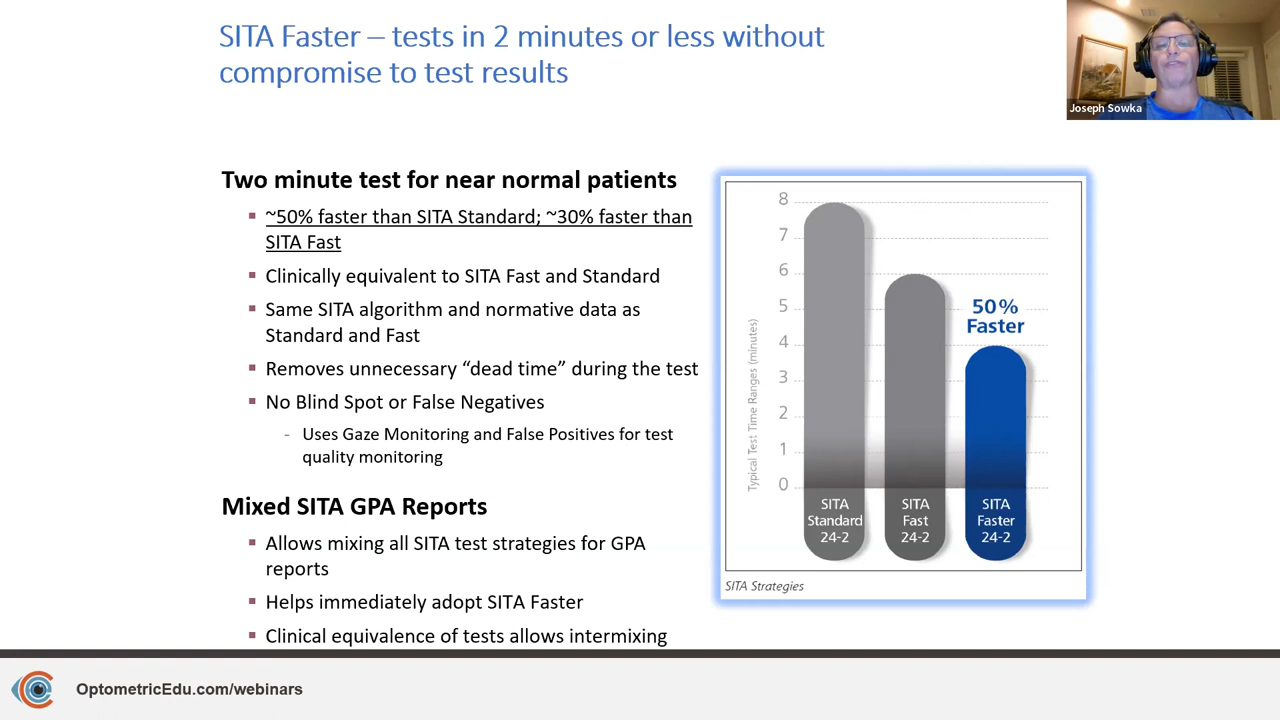 SITA Faster – tests in 2 minutes or less without
compromise to test results
Joseph Sowka
Two minute test for near normal patients
▪ ~50% faster than SITA Standard; ~30% faster than
SITA Fast
▪ Clinically equivalent to SITA Fast and Standard
▪ Same SITA algorithm and normative data as
Standard and Fast
▪ Removes unnecessary “dead time” during the test
▪ No Blind Spot or False Negatives
- Uses Gaze Monitoring and False Positives for test
quality monitoring
Mixed SITA GPA Reports
▪ Allows mixing all SITA test strategies for GPA
reports
▪ Helps immediately adopt SITA Faster
▪ Clinical equivalence of tests allows intermixing
Typical Test Time Ranges (minutes)
8
7
6
5
4
3
2
1
0
50%
Faster
SITA
Standard
24-2
SITA
Fast
24-2
SITA
Faster
24-2
SITA Strategies
OptometricEdu.com/webinars